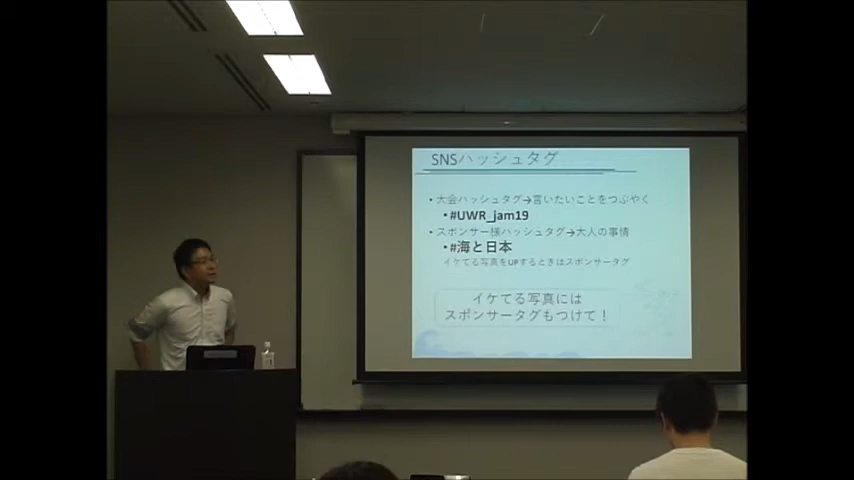 SNSハッシュタグ
• 大会ハッシュタグ→言いたいことをつぶやく
• #UWR_jam19
• スポンサー様ハッシュタグ→大人の事情
• #海と日本
イケてる写真をUPするときはスポンサータグ
イケてる写真には
スポンサータグもつけて！